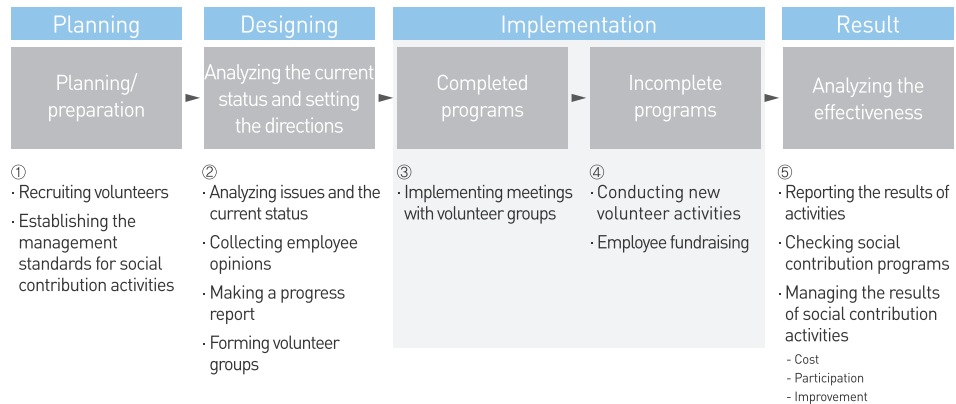 Planning
Designing
Implementation
Result
Planning/
preparation
Analyzing the current
status and setting
the directions
Completed
programs
Incomplete
programs
Analyzing the
effectiveness
①
· Recruiting volunteers
· Establishing the
management
standards for social
contribution activities
②
· Analyzing issues and the
current status
· Collecting employee
opinions
· Making a progress
report
· Forming volunteer
groups
③
· Implementing meetings
with volunteer groups
④
· Conducting new
volunteer activities
· Employee fundraising
⑤
· Reporting the results of
activities
· Checking social
contribution programs
· Managing the results
of social contribution
activities
- Cost
- Participation
- Improvement